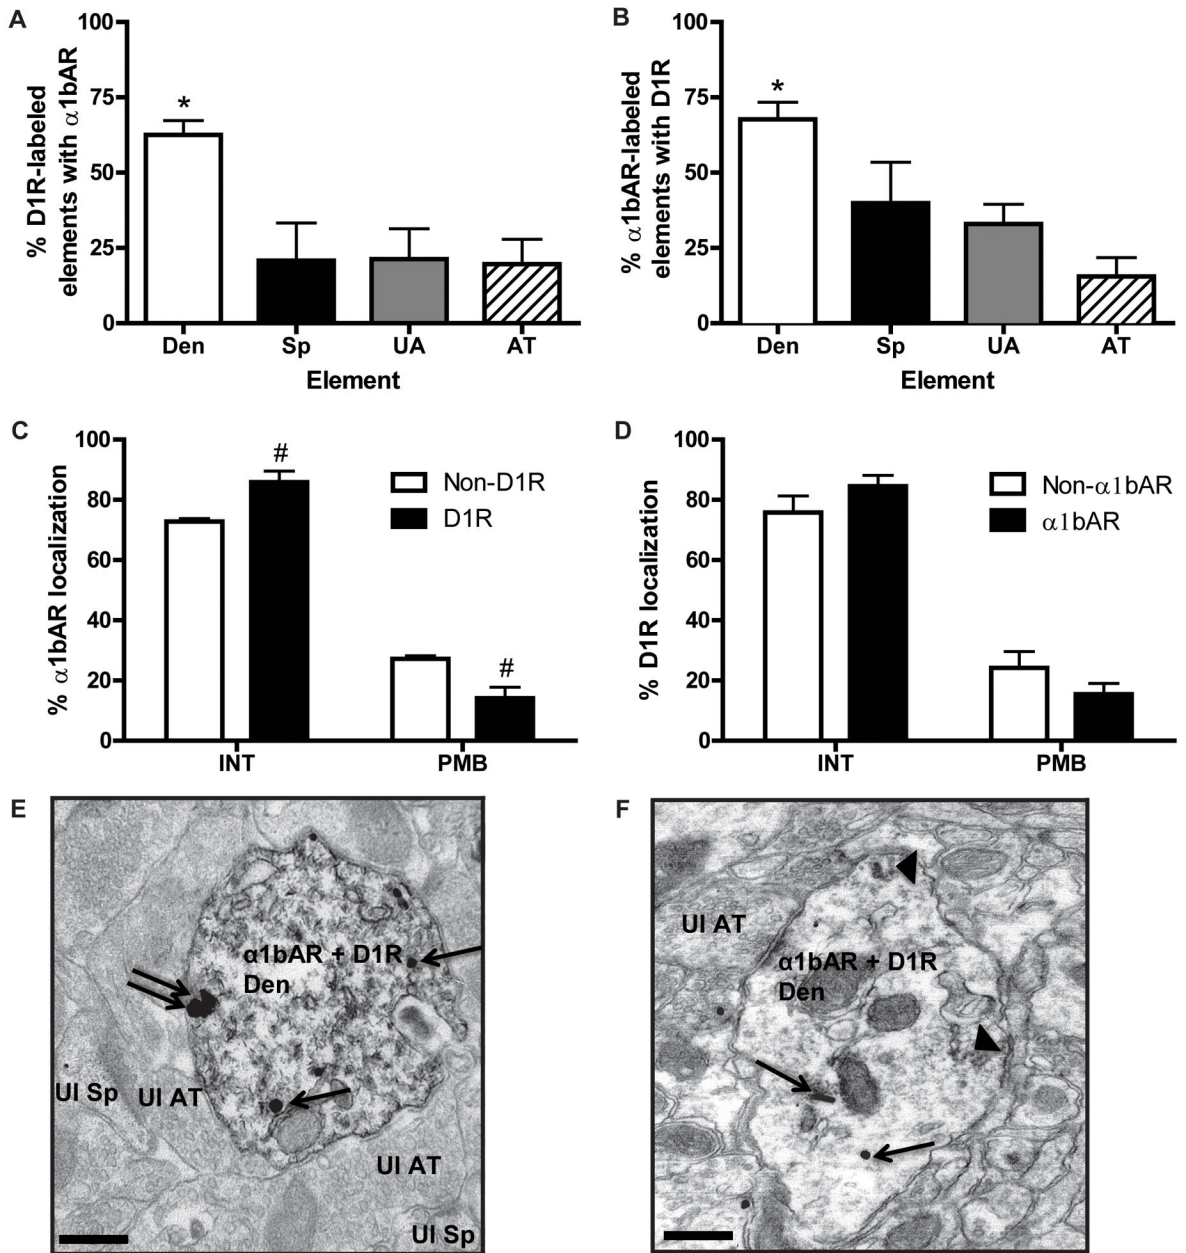 A
% D1R-labeled
elements with α1bAR
100
75
50
25
0
*
Den Sp UA AT
Element
B
% α1bAR-labeled
elements with D1R
100
75
50
25
0
*
Den Sp UA AT
Element
C
% α1bAR localization
100
80
60
40
20
0
#
#
Non-D1R
D1R
INT PMB
D
% D1R localization
100
80
60
40
20
0
Non-α1bAR
α1bAR
INT PMB
E
α1bAR + D1R
Den
Ul Sp
Ul AT
Ul AT
Ul Sp
F
Ul AT
α1bAR + D1R
Den